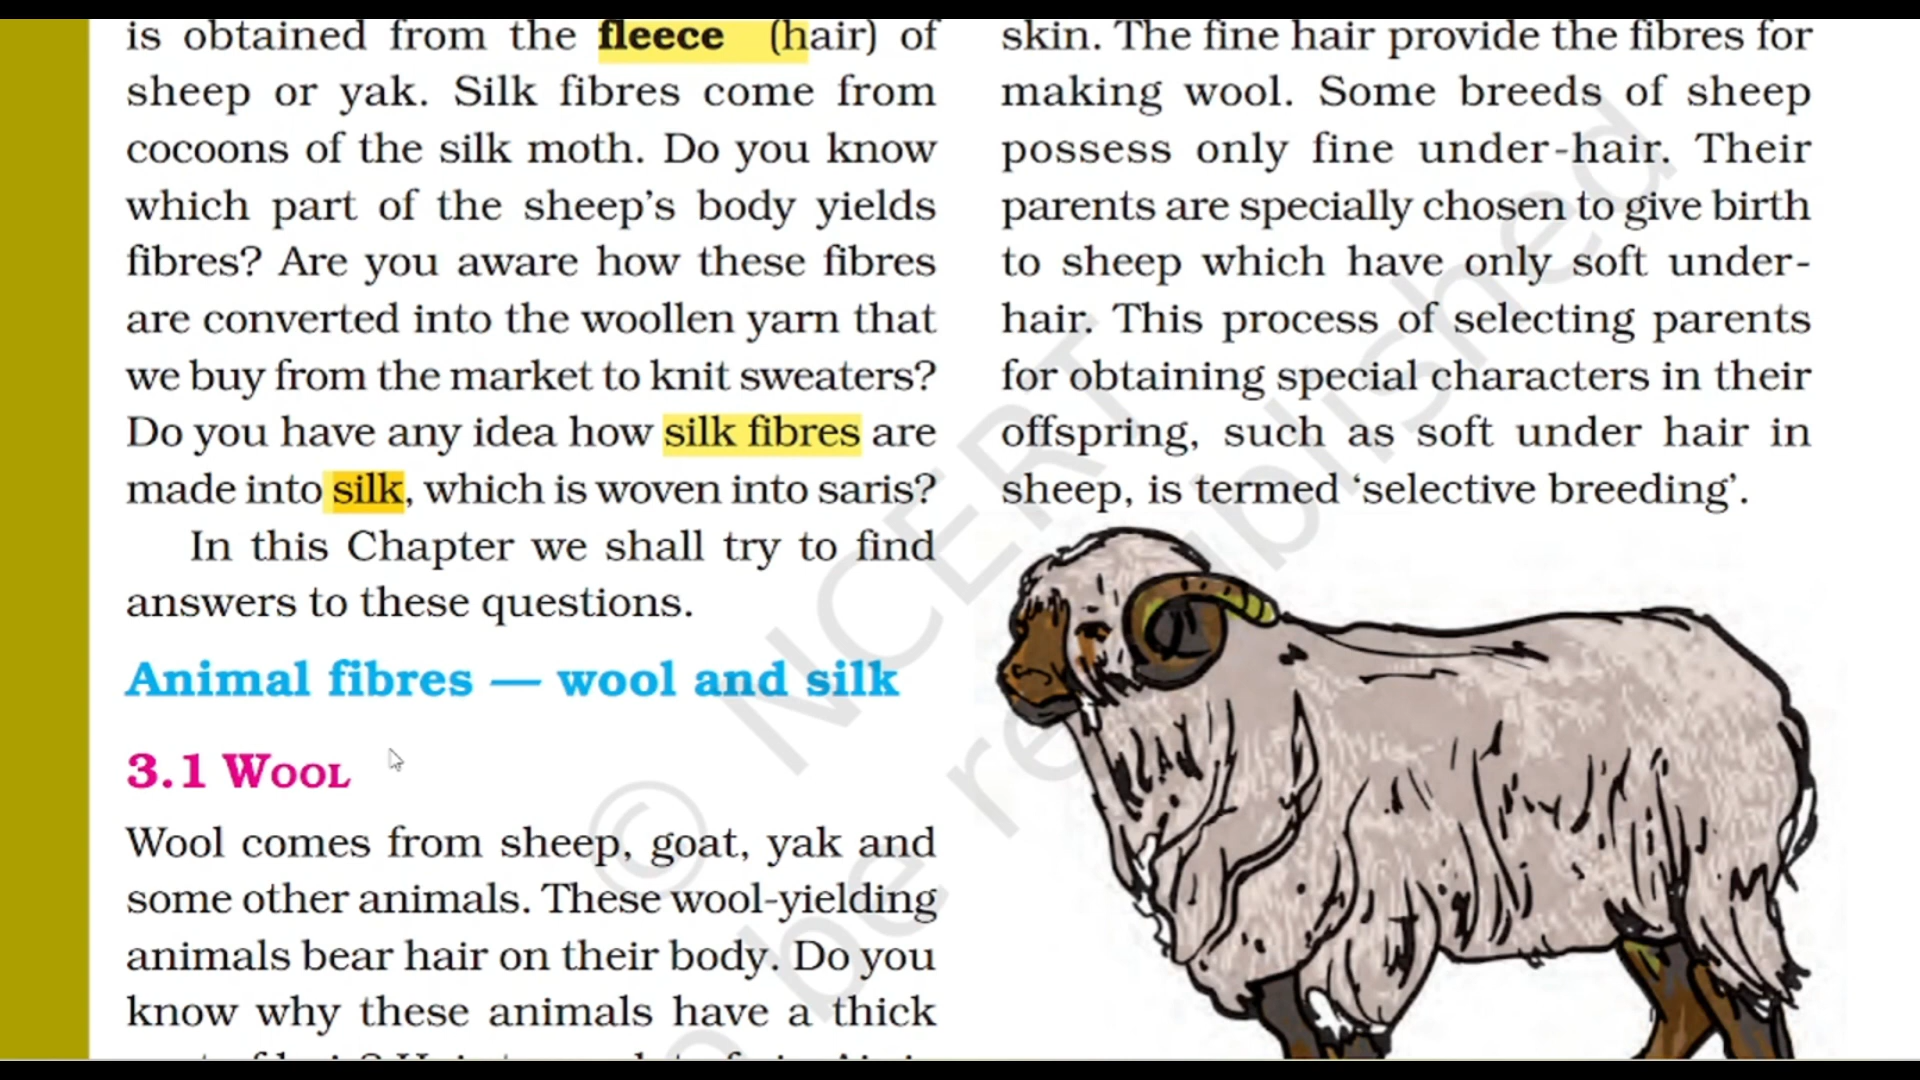 is obtained from the fleece (hair) of
sheep or yak. Silk fibres come from
cocoons of the silk moth. Do you know
which part of the sheep's body yields
fibres? Are you aware how these fibres
are converted into the woollen yarn that
we buy from the market to knit sweaters?
Do you have any idea how silk fibres are
made into silk, which is woven into saris?
In this Chapter we shall try to find
answers to these questions.
Animal fibres — wool and silk
3.1 WOOL
Wool comes from sheep, goat, yak and
some other animals. These wool-yielding
animals bear hair on their body. Do you
know why these animals have a thick
skin. The fine hair provide the fibres for
making wool. Some breeds of sheep
possess only fine under-hair. Their
parents are specially chosen to give birth
to sheep which have only soft under-
hair. This process of selecting parents
for obtaining special characters in their
offspring, such as soft under hair in
sheep, is termed ‘selective breeding’.
© NCERT
be republished